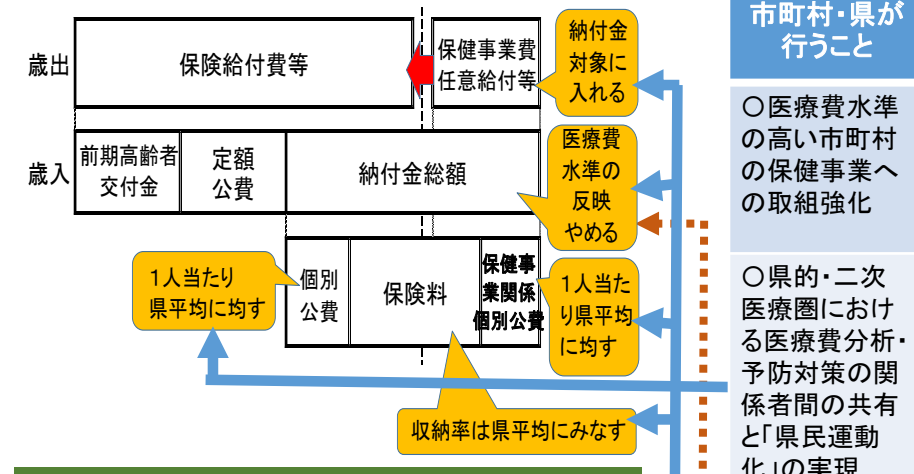 歳出
保険給付費等
保健事業費
任意給付等
納付金
対象に
入れる
歳入
前期高齢者
交付金
定額
公費
納付金総額
医療費
水準の
反映
やめる
1人当たり
県平均に均す
個別
公費
保険料
保健事
業関係
個別公費
1人当た
り県平均
に均す
収納率は県平均にみなす
市町村・県が
行うこと
○医療費水準
の高い市町村
の保健事業へ
の取組強化
○県的・二次
医療圏におけ
る医療費分析・
予防対策の関
係者間の共有
と「県民運動
化」の実現